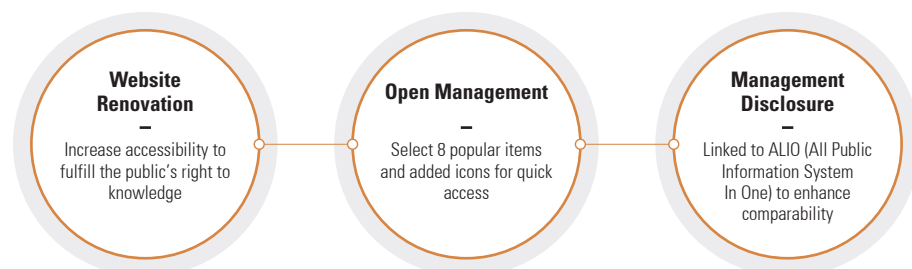 Website
Renovation
–
Increase accessibility to
fulfill the public's right to
knowledge
Open Management
–
Select 8 popular items
and added icons for quick
access
Management
Disclosure
–
Linked to ALIO (All Public
Information System
In One) to enhance
comparability